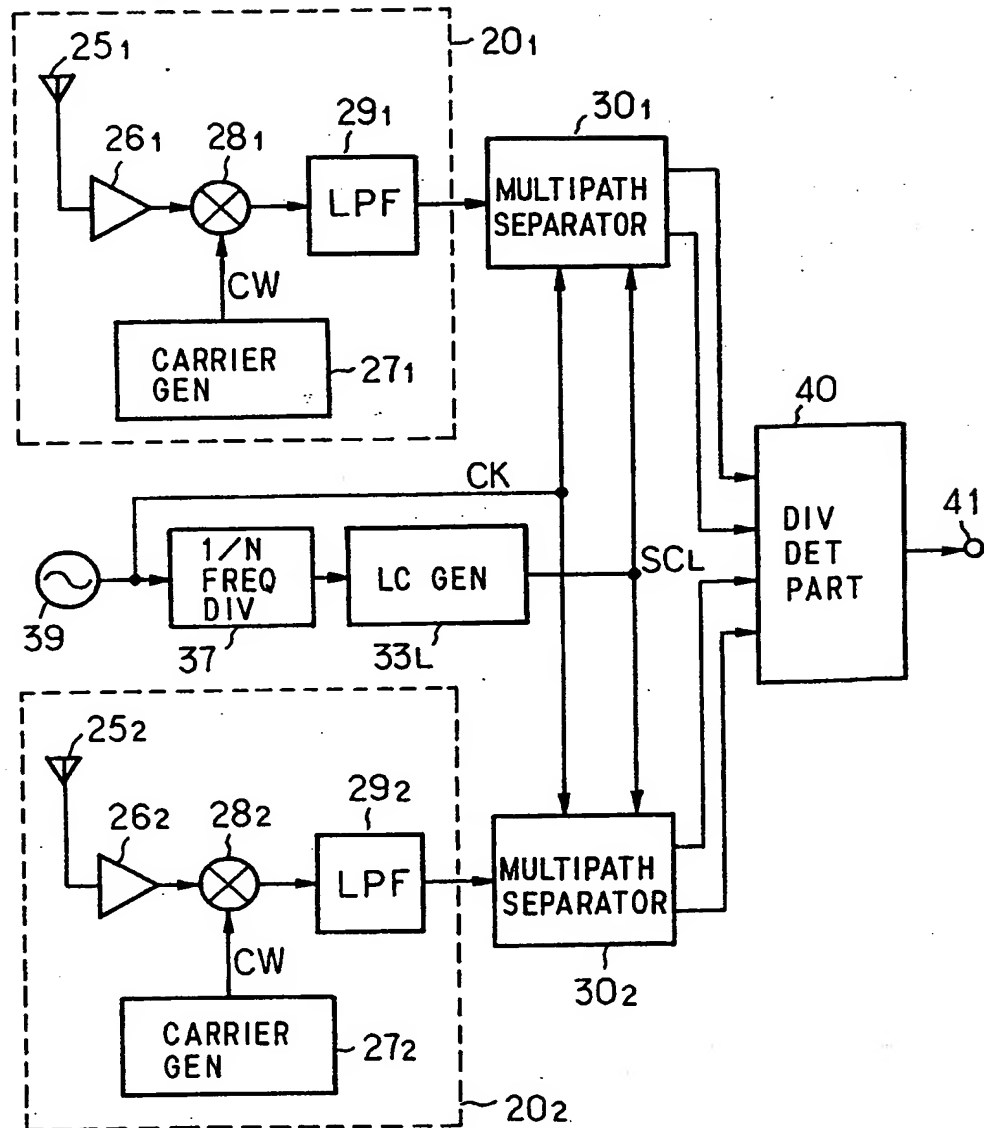 25₁
20₁
26₁
28₁
29₁
LPF
30₁
MULTIPATH
SEPARATOR
CW
CARRIER
GEN
27₁
40
CK
DIV
DET
PART
41
39
1/N
FREQ
DIV
37
LC GEN
33L
SCL
25₂
26₂
28₂
29₂
LPF
MULTIPATH
SEPARATOR
30₂
CW
CARRIER
GEN
27₂
20₂